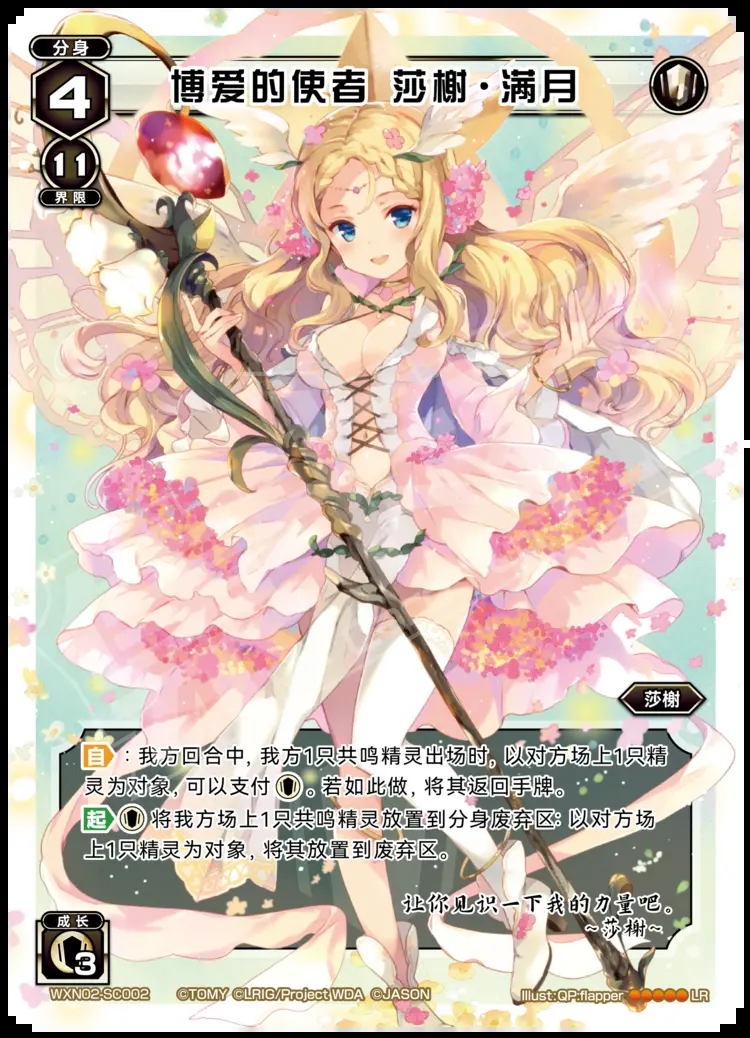 分身
4
博爱的使者 莎榭·满月
11
界限
莎榭
自：我方回合中，我方1只共鸣精灵出场时，以对方场上1只精
灵为对象，可以支付 。若如此做，将其返回手牌。
起 将我方场上1只共鸣精灵放置到分身废弃区：以对方场
上1只精灵为对象，将其放置到废弃区。
让你见识一下我的力量吧。
~莎榭~
成长
3
WXN02-SC002 ©TOMY ©LRIG/Project WDA ©JASON Illust:QP:flapper LR